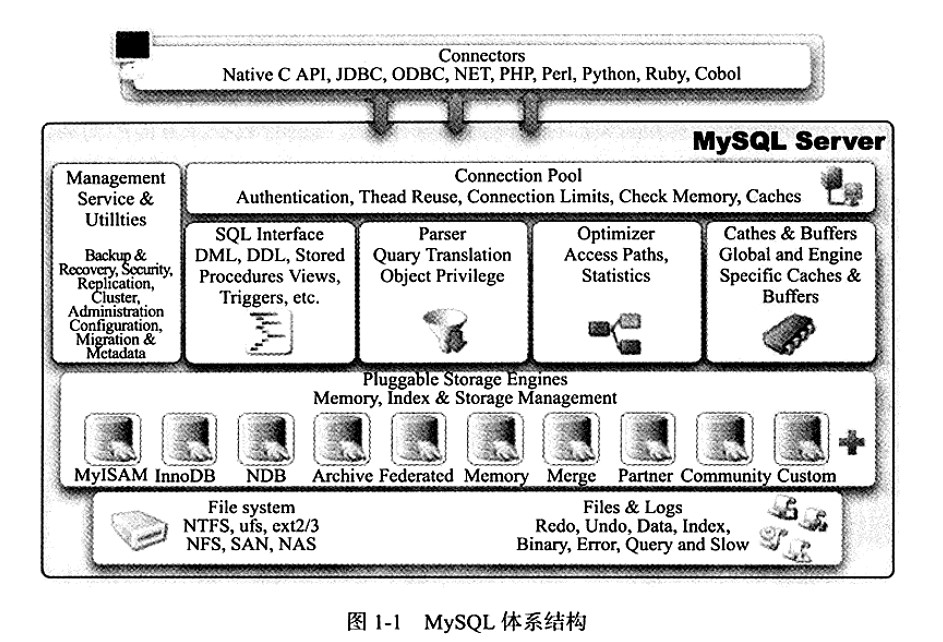 Connectors
Native C API, JDBC, ODBC, NET, PHP, Perl, Python, Ruby, Cobol
MySQL Server
Management
Service &
Utillties
Backup &
Recovery, Security,
Replication,
Cluster,
Administration
Configuration,
Migration &
Metadata
Connection Pool
Authentication, Thead Reuse, Connection Limits, Check Memory, Caches
SQL Interface
DML, DDL, Stored
Procedures Views,
Triggers, etc.
Parser
Quary Translation
Object Privilege
Optimizer
Access Paths,
Statistics
Cathes & Buffers
Global and Engine
Specific Caches &
Buffers
Pluggable Storage Engines
Memory, Index & Storage Management
MyISAM InnoDB NDB Archive Federated Memory Merge Partner Community Custom
File system
NTFS, ufs, ext2/3
NFS, SAN, NAS
Files & Logs
Redo, Undo, Data, Index,
Binary, Error, Query and Slow
图 1-1 MySQL 体系结构